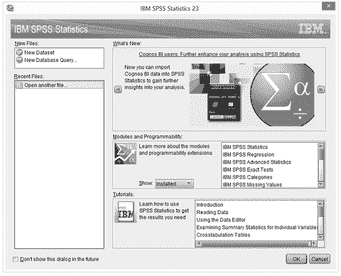 IBM SPSS Statistics 23
IBM SPSS Statistics
IBM
New Files:
New Dataset
New Database Query...
Recent Files:
Open another file...
What's New:
Cognos BI users: Further enhance your analysis using SPSS Statistics
Now you can import
Cognos BI data into SPSS
Statistics to gain
further insights into your
analysis.
Modules and Programmability:
Learn more about the modules
and programmability extensions
Show: Installed
IBM SPSS Statistics
IBM SPSS Regression
IBM SPSS Advanced Statistics
IBM SPSS Exact Tests
IBM SPSS Categories
IBM SPSS Missing Values
Tutorials:
IBM
Learn how to use
SPSS Statistics to get
the results you need
Introduction
Reading Data
Using the Data Editor
Examining Summary Statistics for Individual Variable
Crosstabulation Tables
Don't show this dialog in the future
OK
Cancel